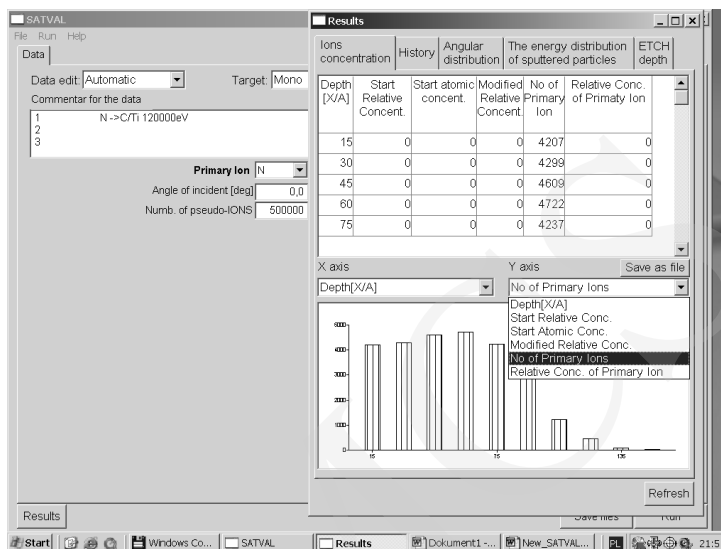 SATVAL
File Run Help
Data
Data edit: Automatic
Target: Mono
Commentar for the data
1 N ->C/Ti 120000eV
2
3
Primary Ion N
Angle of incident [deg] 0,0
Numb. of pseudo-IONS 500000
Results
Save files
Run
Results
Ions concentration
History
Angular distribution
The energy distribution of sputtered particles
ETCH depth
Depth [X/A] Start Relative Concent. Start atomic concent. Modified Relative Concent. No of Primary Ion Relative Conc. of Primaty Ion
15 0 0 0 4207 0
30 0 0 0 4299 0
45 0 0 0 4609 0
60 0 0 0 4722 0
75 0 0 0 4237 0
X axis
Y axis
Save as file
Depth[X/A]
No of Primary Ions
Depth[X/A]
Start Relative Conc.
Start Atomic Conc.
Modified Relative Conc.
No of Primary Ions
Relative Conc. of Primary Ion
5000
4000
3000
2000
1000
0
15 75 135
Refresh
Start
Windows Co...
SATVAL
Results
Dokument1 -...
New_SATV...
PL
21:5